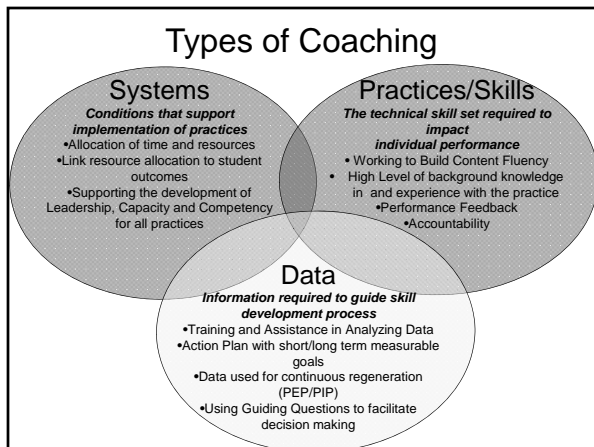 Types of Coaching
Systems
Conditions that support
implementation of practices
•Allocation of time and resources
•Link resource allocation to student
outcomes
•Supporting the development of
Leadership, Capacity and Competency
for all practices
Practices/Skills
The technical skill set required to
impact
individual performance
• Working to Build Content Fluency
• High Level of background knowledge
in and experience with the practice
•Performance Feedback
•Accountability
Data
Information required to guide skill
development process
•Training and Assistance in Analyzing Data
•Action Plan with short/long term measurable
goals
•Data used for continuous regeneration
(PEP/PIP)
•Using Guiding Questions to facilitate
decision making